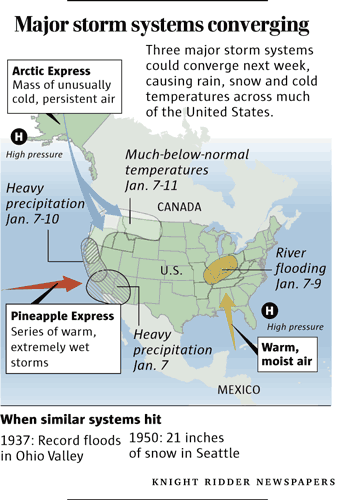 Major storm systems converging
Three major storm systems
could converge next week,
causing rain, snow and cold
temperatures across much
of the United States.
Arctic Express
Mass of unusually
cold, persistent air
H
High pressure
Much-below-normal
temperatures
Jan. 7-11
Heavy
precipitation
Jan. 7-10
CANADA
U.S.
River
flooding
Jan. 7-9
Pineapple Express
Series of warm,
extremely wet
storms
Heavy
precipitation
Jan. 7
H
High pressure
Warm,
moist air
MEXICO
When similar systems hit
1937: Record floods
in Ohio Valley
1950: 21 inches
of snow in Seattle
KNIGHT RIDDER NEWSPAPERS